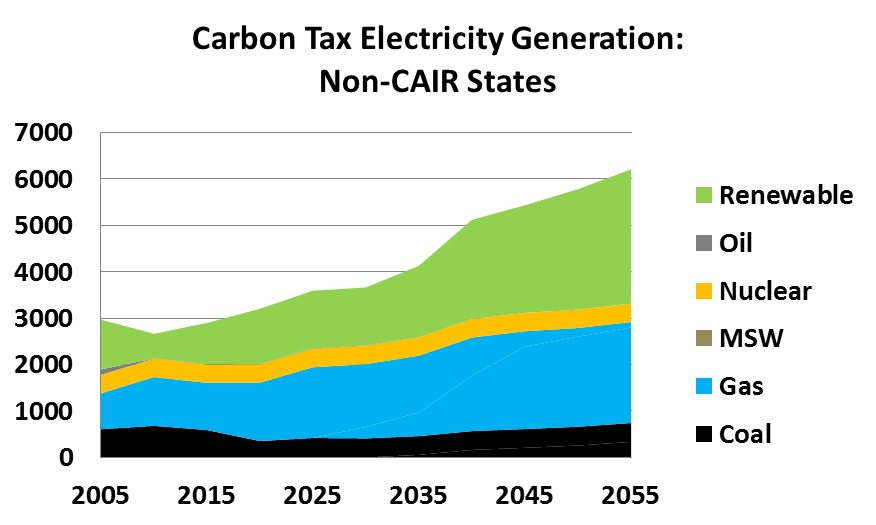 Carbon Tax Electricity Generation:
Non-CAIR States
7000
6000
5000
4000
3000
2000
1000
0
2005 2015 2025 2035 2045 2055
Renewable
Oil
Nuclear
MSW
Gas
Coal